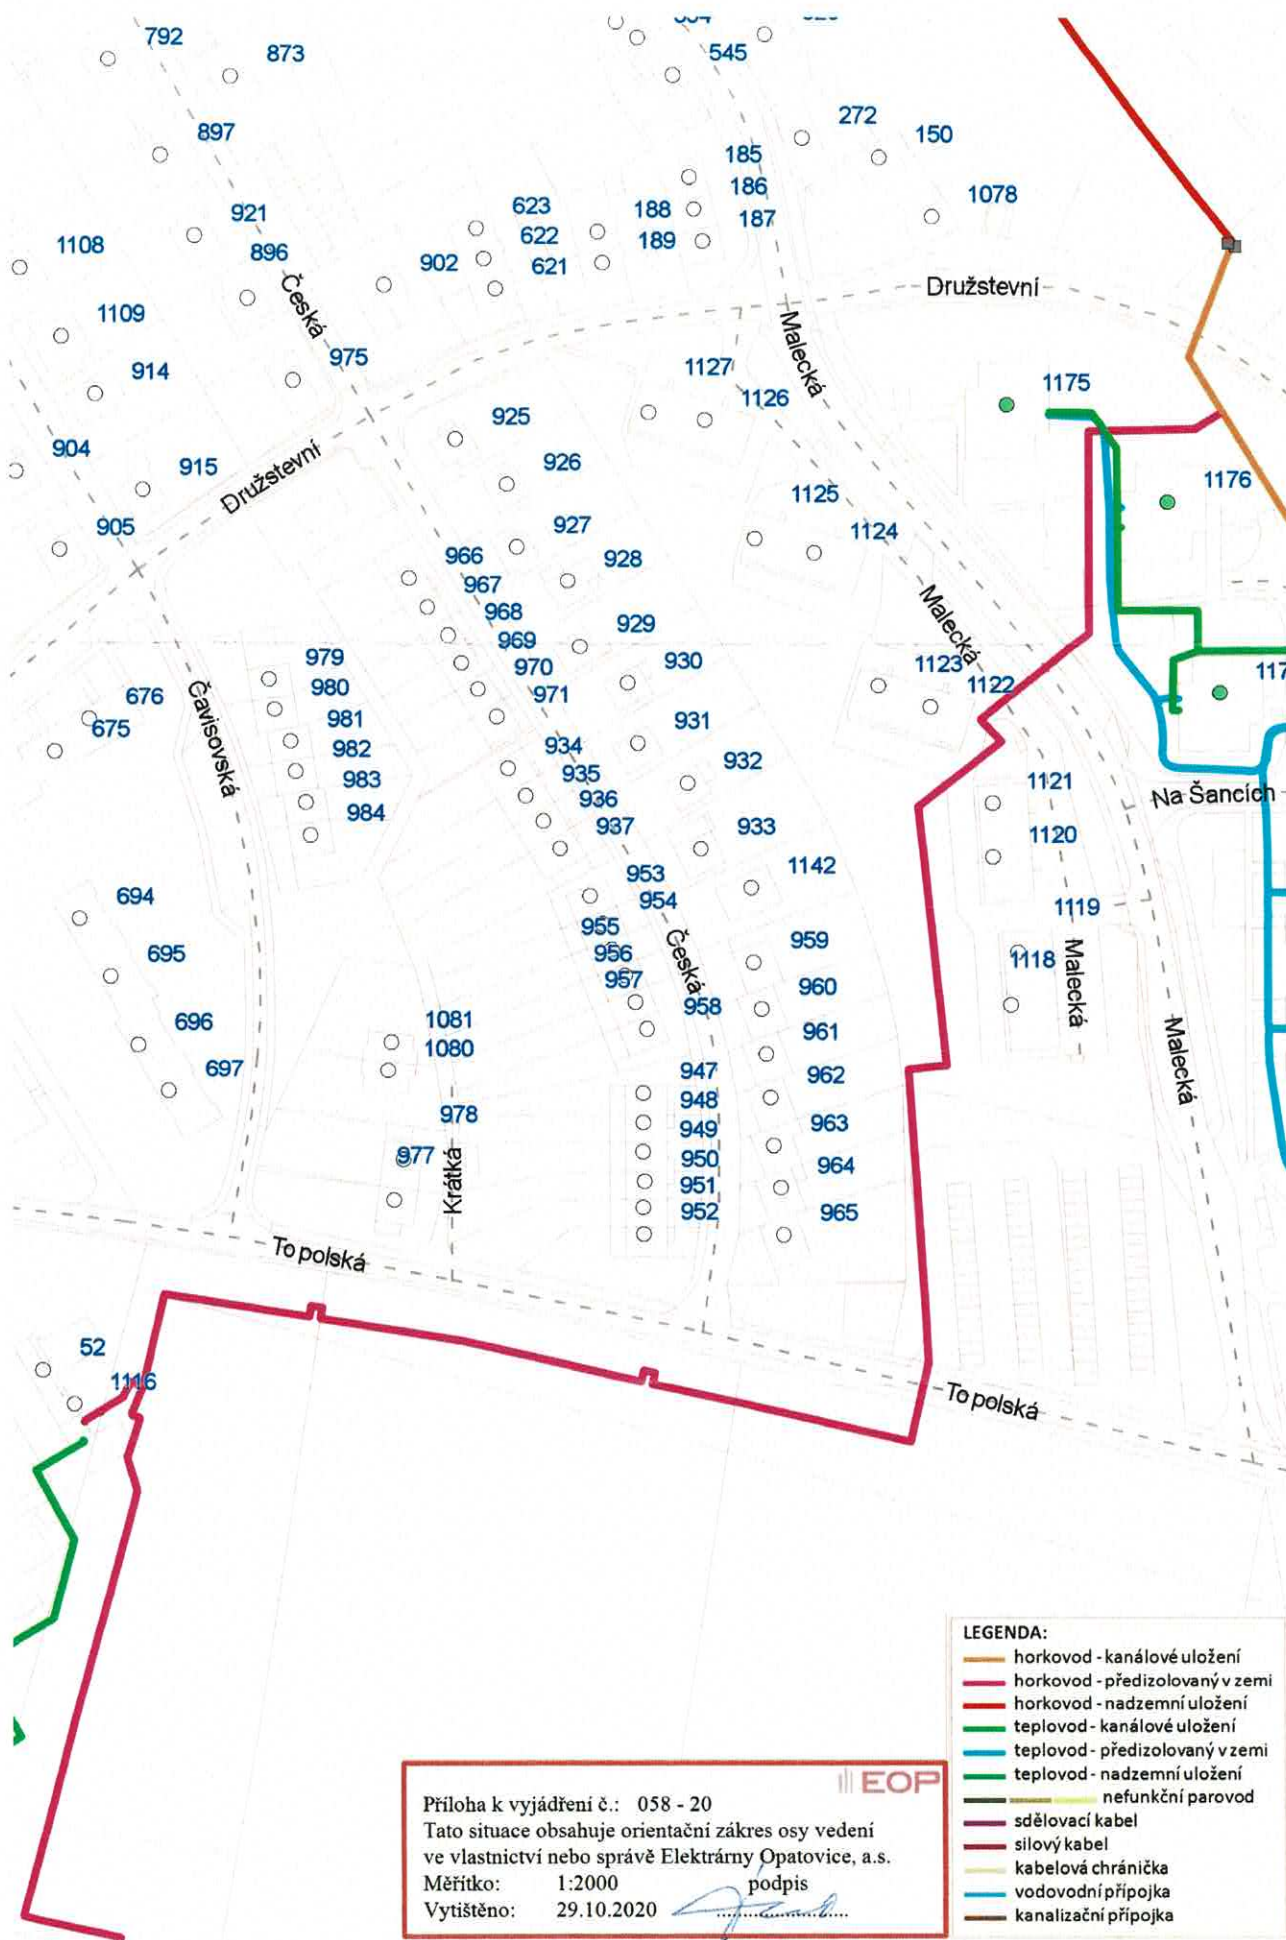 792
873
545
897
272
150
185
186
187
1078
623
622
621
188
189
921
896
902
1108
1109
Česká
975
914
Družstevní
Malecká
1127
1126
1175
1176
925
926
904
915
Družstevní
905
927
928
1125
1124
966
967
968
969
970
971
929
930
931
Malecká
1123
1122
979
980
981
982
983
984
676
675
Čavisovská
934
935
936
937
932
933
1121
1120
Na Šancích
1142
953
954
955
956
957
958
Česká
959
960
961
962
963
964
965
1119
1118
Malecká
Malecká
694
695
696
697
1081
1080
978
977
Krátká
947
948
949
950
951
952
Topolská
Topolská
52
1116
LEGENDA:
horkovod - kanálové uložení
horkovod - předizolovaný v zemi
horkovod - nadzemní uložení
teplovod - kanálové uložení
teplovod - předizolovaný v zemi
teplovod - nadzemní uložení
nefunkční parovod
sdělovací kabel
silový kabel
kabelová chránička
vodovodní přípojka
kanalizační přípojka
EOP
Příloha k vyjádření č.: 058 - 20
Tato situace obsahuje orientační zákres osy vedení
ve vlastnictví nebo správě Elektrárny Opatovice, a.s.
Měřítko: 1:2000 podpis
Vytištěno: 29.10.2020